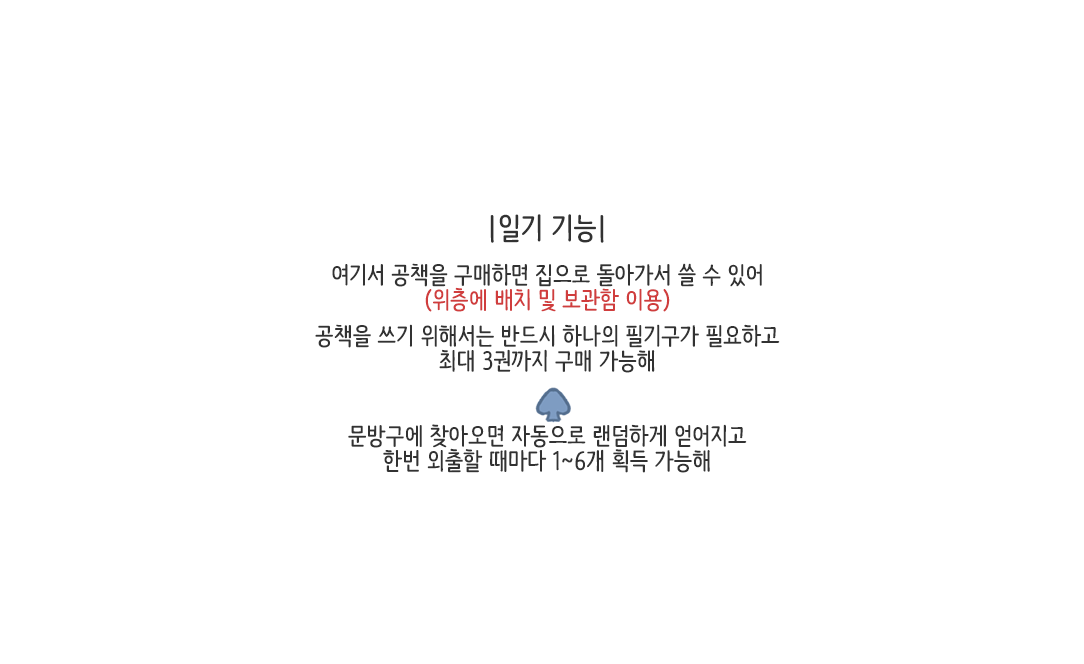 |일기 기능|
여기서 공책을 구매하면 집으로 돌아가서 쓸 수 있어
(위층에 배치 및 보관함 이용)
공책을 쓰기 위해서는 반드시 하나의 필기구가 필요하고
최대 3권까지 구매 가능해
문방구에 찾아오면 자동으로 랜덤하게 얻어지고
한번 외출할 때마다 1~6개 획득 가능해